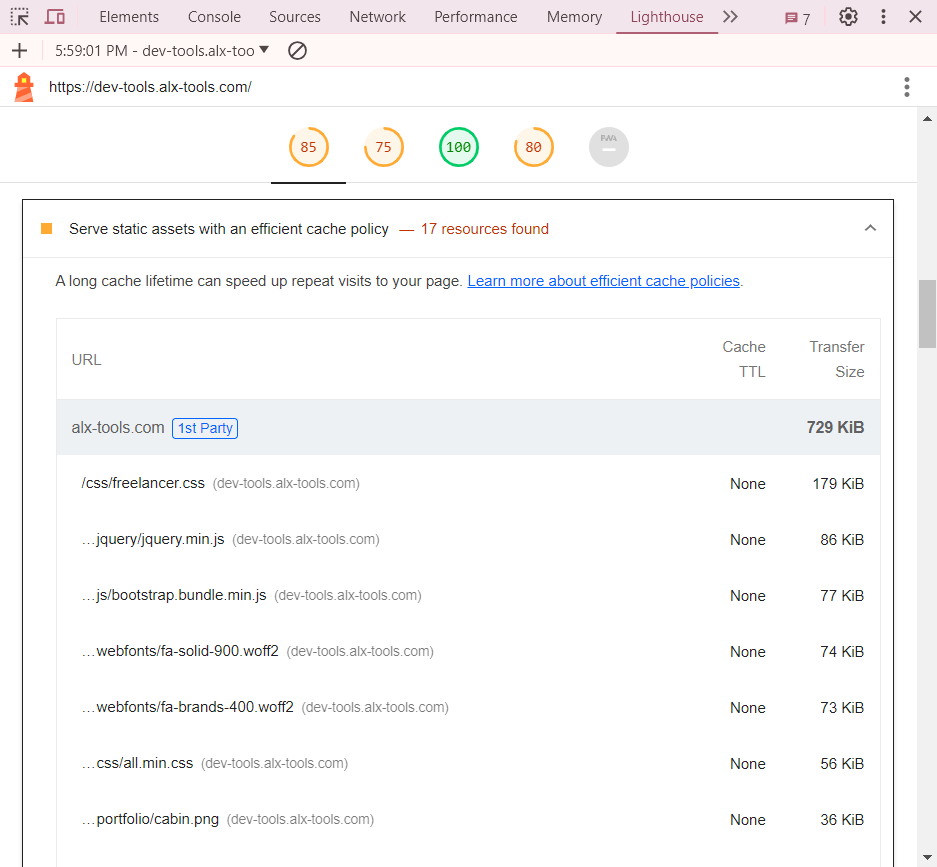 Elements Console Sources Network Performance Memory Lighthouse 7
5:59:01 PM - dev-tools.alx-too
https://dev-tools.alx-tools.com/
85 75 100 80 PWA
Serve static assets with an efficient cache policy — 17 resources found
A long cache lifetime can speed up repeat visits to your page. Learn more about efficient cache policies.
URL Cache TTL Transfer Size
alx-tools.com 1st Party 729 KiB
/css/freelancer.css (dev-tools.alx-tools.com) None 179 KiB
…jquery/jquery.min.js (dev-tools.alx-tools.com) None 86 KiB
…js/bootstrap.bundle.min.js (dev-tools.alx-tools.com) None 77 KiB
…webfonts/fa-solid-900.woff2 (dev-tools.alx-tools.com) None 74 KiB
…webfonts/fa-brands-400.woff2 (dev-tools.alx-tools.com) None 73 KiB
…css/all.min.css (dev-tools.alx-tools.com) None 56 KiB
…portfolio/cabin.png (dev-tools.alx-tools.com) None 36 KiB